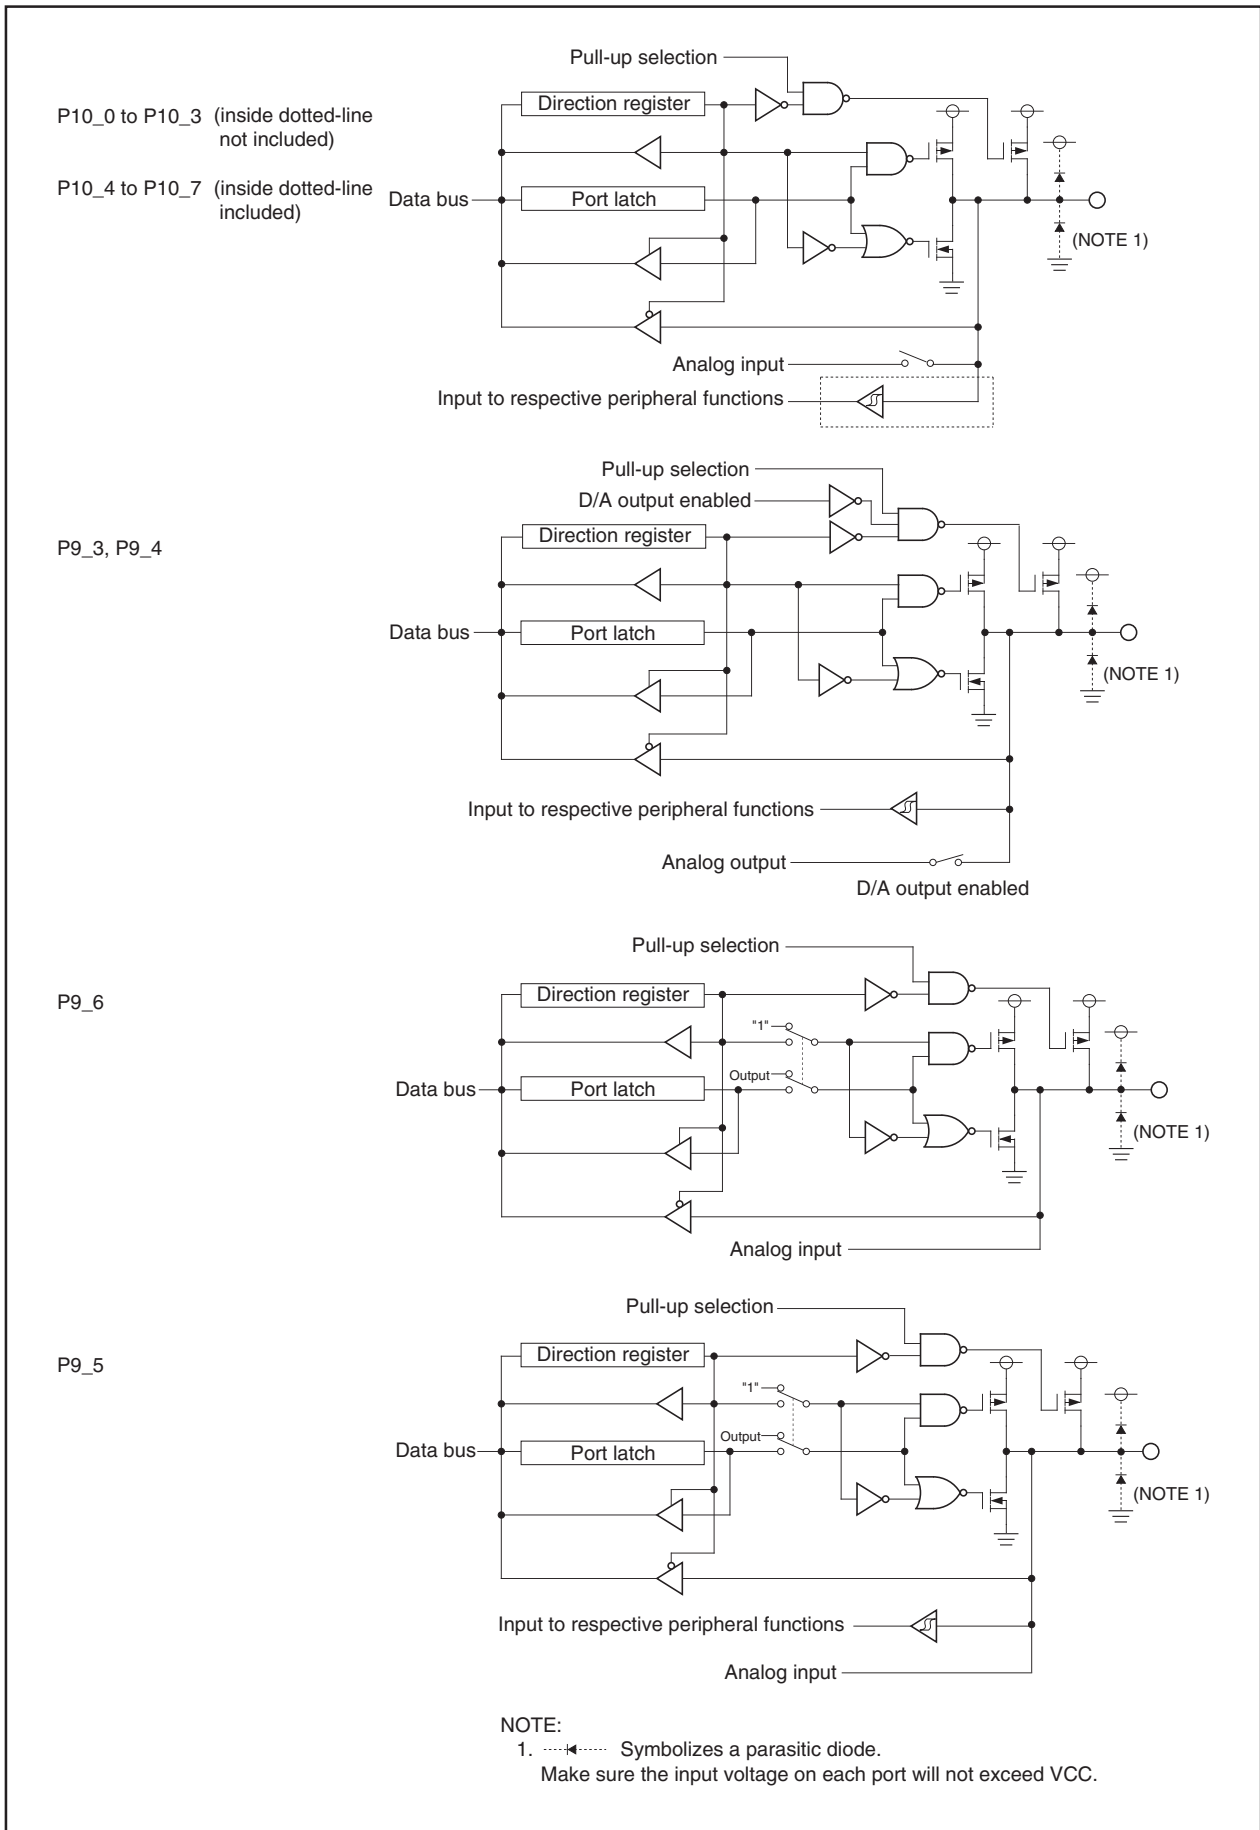 Pull-up selection
P10_0 to P10_3 (inside dotted-line
not included)
Direction register
P10_4 to P10_7 (inside dotted-line
included)
Data bus
Port latch
(NOTE 1)
Analog input
Input to respective peripheral functions
Pull-up selection
D/A output enabled
P9_3, P9_4
Direction register
Data bus
Port latch
(NOTE 1)
Input to respective peripheral functions
Analog output
D/A output enabled
Pull-up selection
P9_6
Direction register
"1"
Output
Data bus
Port latch
(NOTE 1)
Analog input
Pull-up selection
P9_5
Direction register
"1"
Output
Data bus
Port latch
(NOTE 1)
Input to respective peripheral functions
Analog input
NOTE:
1. Symbolizes a parasitic diode.
Make sure the input voltage on each port will not exceed VCC.